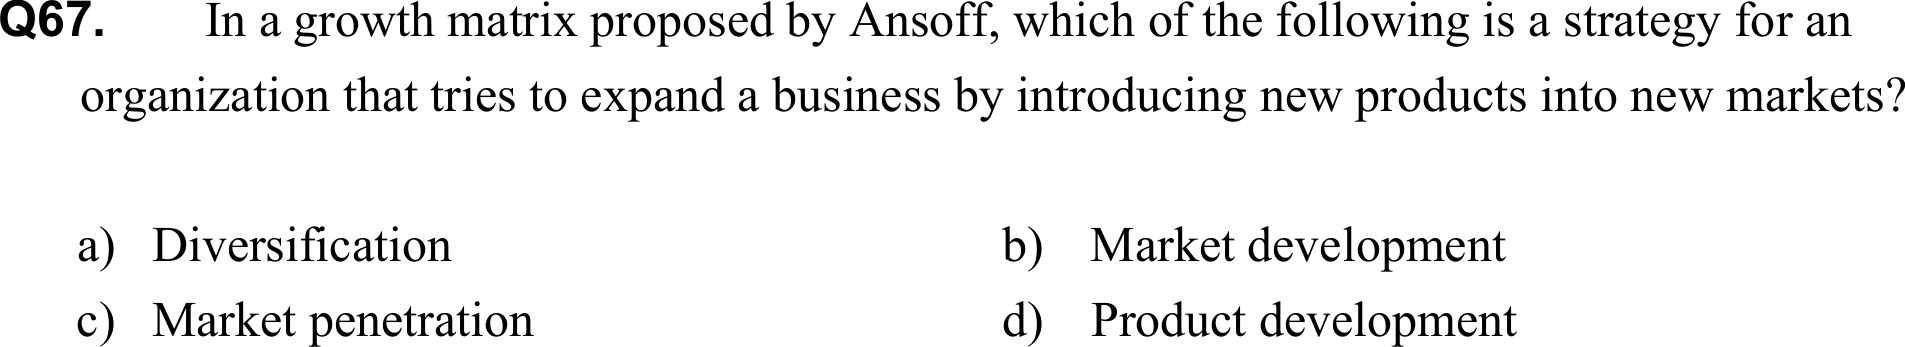 Q67. In a growth matrix proposed by Ansoff, which of the following is a strategy for an
organization that tries to expand a business by introducing new products into new markets?
a) Diversification b) Market development
c) Market penetration d) Product development